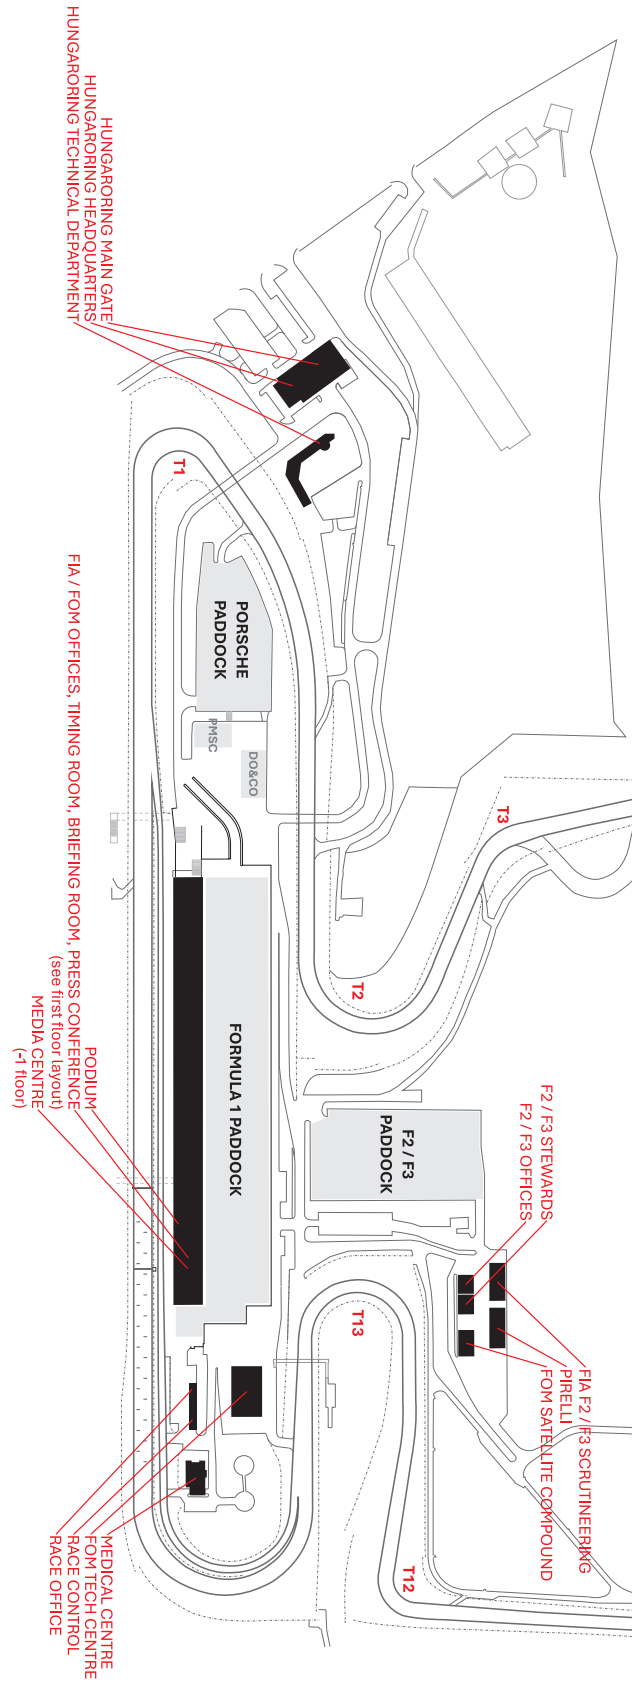 HUNGARORING MAIN GATE
HUNGARORING HEADQUARTERS
HUNGARORING TECHNICAL DEPARTMENT
T1
PORSCHE
PADDOCK
PMSC
DO&CO
T3
T2
PODIUM
FIA / FOM OFFICES, TIMING ROOM, BRIEFING ROOM, PRESS CONFERENCE
(see first floor layout)
MEDIA CENTRE
(-1 floor)
FORMULA 1 PADDOCK
F2 / F3
PADDOCK
F2 / F3 STEWARDS
F2 / F3 OFFICES
T13
FIA F2 / F3 SCRUTINEERING
PIRELLI
FOM SATELLITE COMPOUND
T12
MEDICAL CENTRE
FOM TECH CENTRE
RACE CONTROL
RACE OFFICE